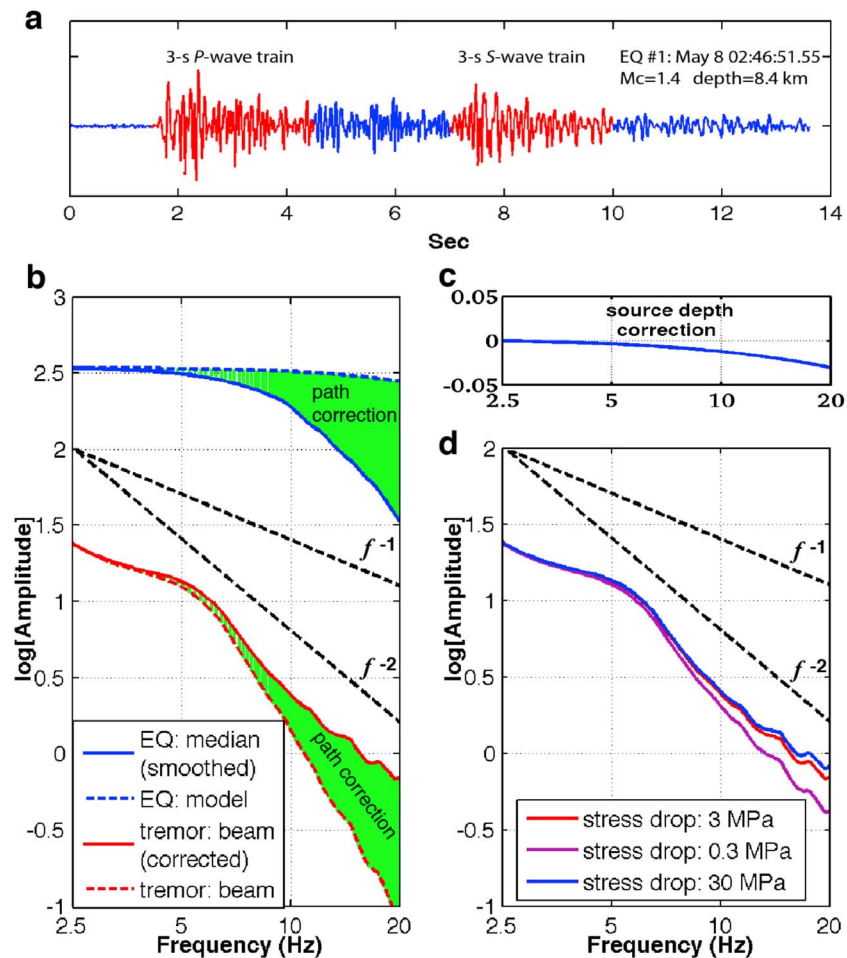 a
3-s P-wave train
3-s S-wave train
EQ #1: May 8 02:46:51.55
Mc=1.4 depth=8.4 km
0 2 4 6 8 10 12 14
Sec
b
3
2.5
2
1.5
1
0.5
0
-0.5
-1
log[Amplitude]
path
correction
f -1
f -2
path correction
EQ: median
(smoothed)
EQ: model
tremor: beam
(corrected)
tremor: beam
2.5 5 10 20
Frequency (Hz)
c
0.05
0
-0.05
source depth
correction
2.5 5 10 20
d
2
1.5
1
0.5
0
-0.5
-1
log[Amplitude]
f -1
f -2
stress drop: 3 MPa
stress drop: 0.3 MPa
stress drop: 30 MPa
2.5 5 10 20
Frequency (Hz)